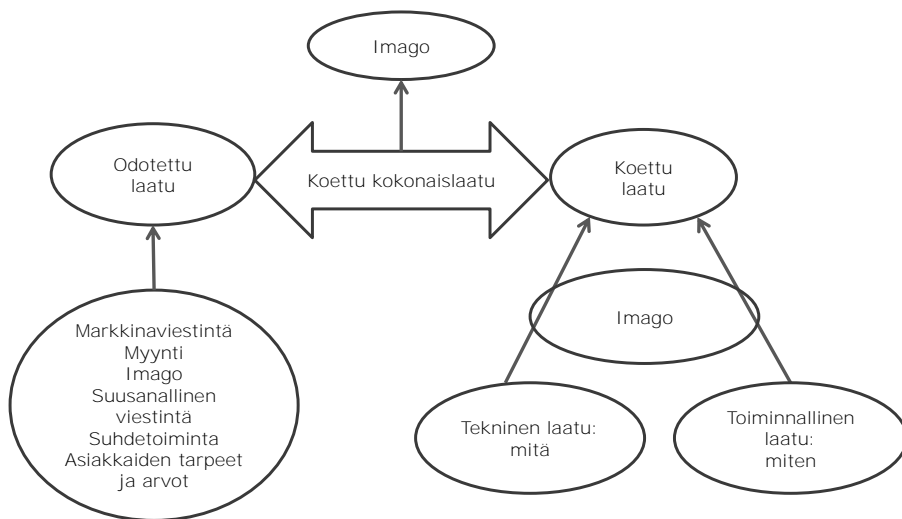 Imago
Odotettu
laatu
Koettu kokonaislaatu
Koettu
laatu
Markkinaviestintä
Myynti
Imago
Suusanallinen
viestintä
Suhdetoiminta
Asiakkaiden tarpeet
ja arvot
Imago
Tekninen laatu:
mitä
Toiminnallinen
laatu:
miten